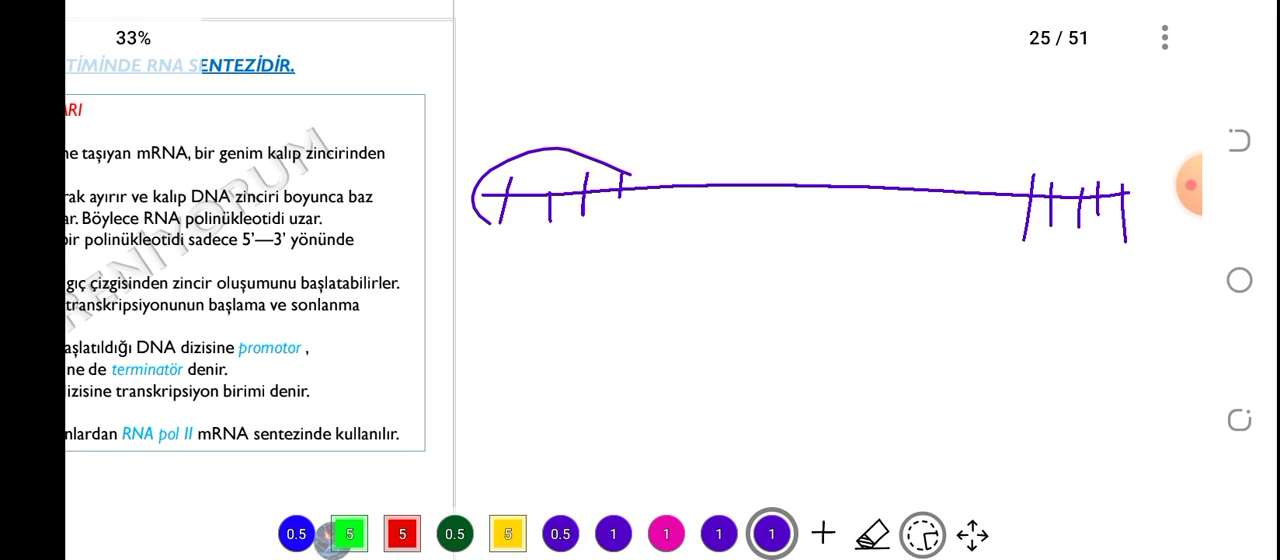 33%
25 / 51
TİMİNDE RNA SENTEZİDİR.
ARI
ne taşıyan mRNA, bir genim kalıp zincirinden
rak ayırır ve kalıp DNA zinciri boyunca baz
ar. Böylece RNA polinükleotidi uzar.
bir polinükleotidi sadece 5'—3' yönünde
gıç çizgisinden zincir oluşumunu başlatabilirler.
transkripsiyonunun başlama ve sonlanma
aşlatıldığı DNA dizisine promotor ,
ne de terminatör denir.
izisine transkripsiyon birimi denir.
nlardan RNA pol II mRNA sentezinde kullanılır.
RENİYORUM
0.5 5 5 0.5 5 0.5 1 1 1 1